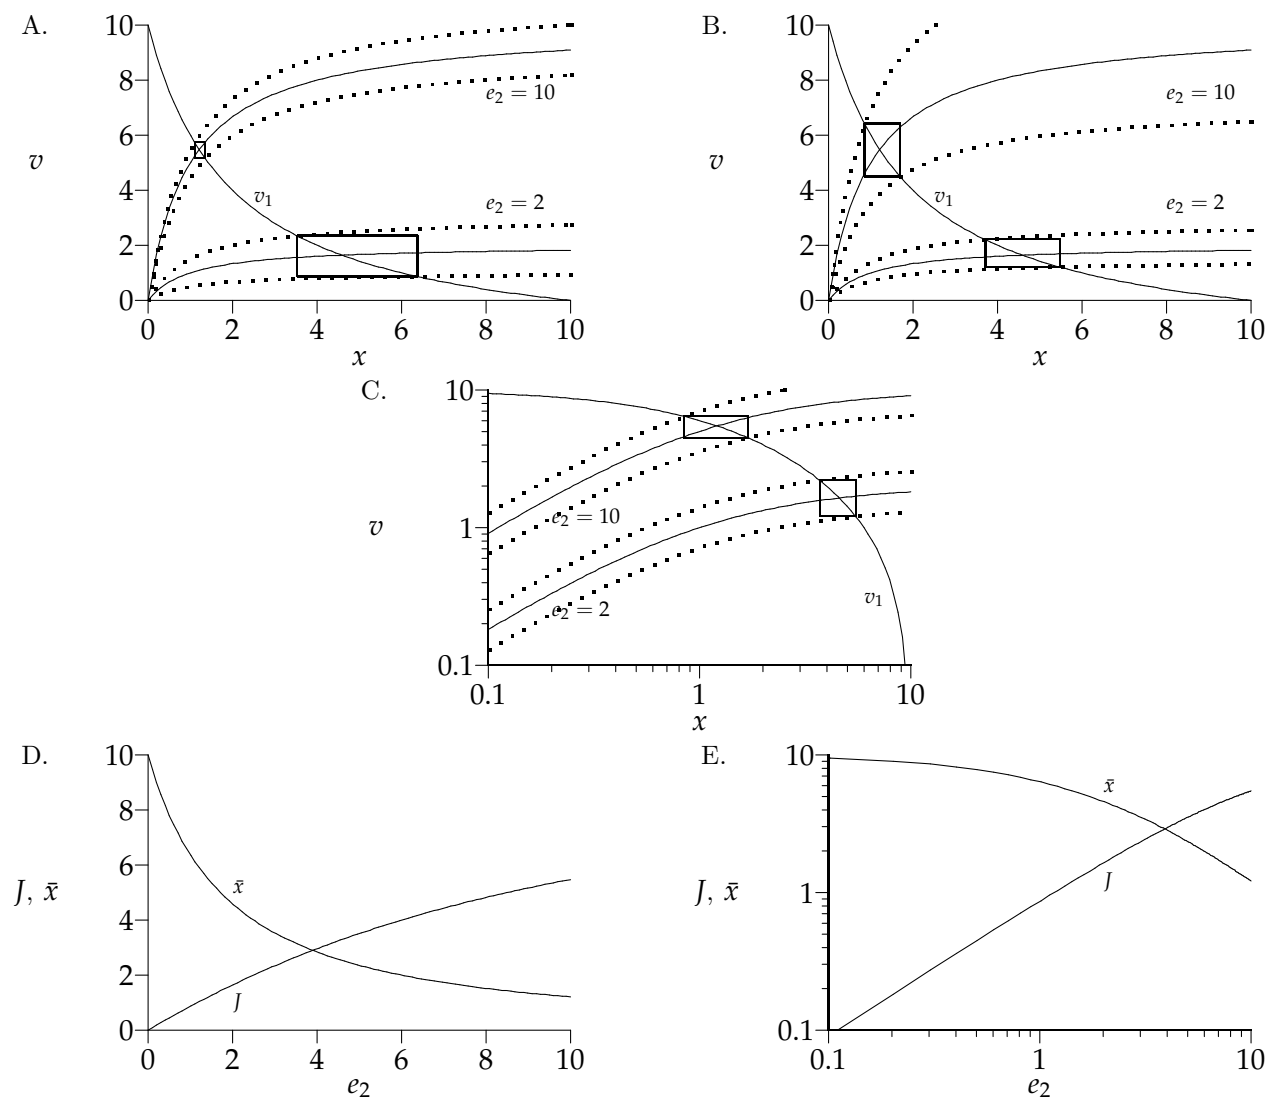 A.
10
8
6
4
2
0
v
e₂ = 10
v₁
e₂ = 2
0 2 4 6 8 10
x
B.
10
8
6
4
2
0
v
e₂ = 10
v₁
e₂ = 2
0 2 4 6 8 10
x
C.
10
1
0.1
v
e₂ = 10
e₂ = 2
v₁
0.1 1 10
x
D.
10
8
6
4
2
0
J, x̄
x̄
J
0 2 4 6 8 10
e₂
E.
10
1
0.1
J, x̄
x̄
J
0.1 1 10
e₂